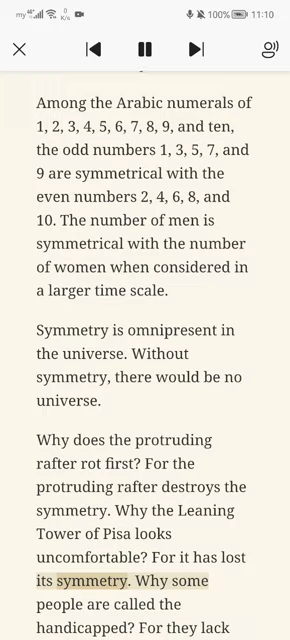 my 4G 0 K/s 100% 11:10
Among the Arabic numerals of
1, 2, 3, 4, 5, 6, 7, 8, 9, and ten,
the odd numbers 1, 3, 5, 7, and
9 are symmetrical with the
even numbers 2, 4, 6, 8, and
10. The number of men is
symmetrical with the number
of women when considered in
a larger time scale.
Symmetry is omnipresent in
the universe. Without
symmetry, there would be no
universe.
Why does the protruding
rafter rot first? For the
protruding rafter destroys the
symmetry. Why the Leaning
Tower of Pisa looks
uncomfortable? For it has lost
its symmetry. Why some
people are called the
handicapped? For they lack